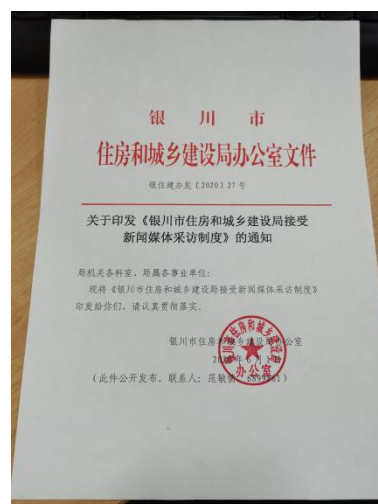 银川市
住房和城乡建设局办公室文件
银住建办发〔2020〕27号
关于印发《银川市住房和城乡建设局接受
新闻媒体采访制度》的通知
局机关各科室、局属各事业单位:
现将《银川市住房和城乡建设局接受新闻媒体采访制度》
印发给你们,请认真贯彻落实。
银川市住房和城乡建设局办公室
(此件公开发布。联系人:范敏
办公室